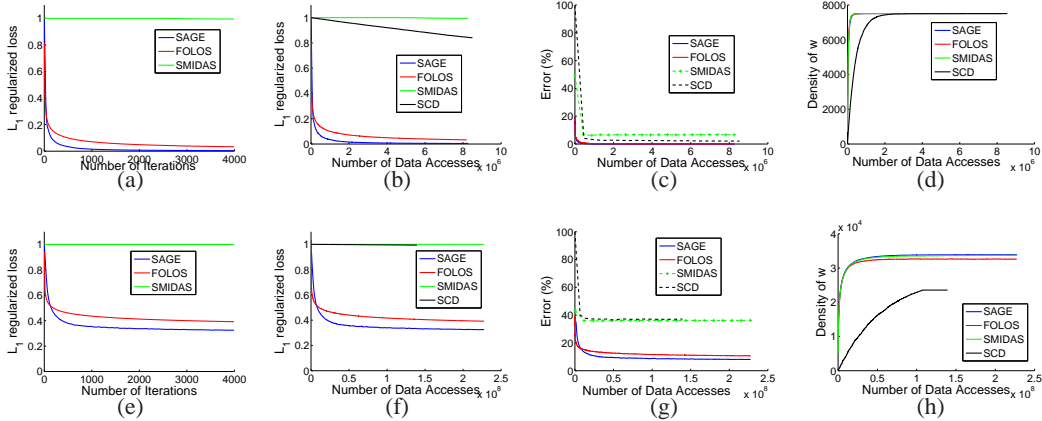 1
0.8
0.6
0.4
0.2
0
0 1000 2000 3000 4000
L1 regularized loss
Number of Iterations
SAGE
FOLOS
SMIDAS
(a)
1
0.8
0.6
0.4
0.2
0
0 2 4 6 8 10
x 10^6
L1 regularized loss
Number of Data Accesses
SAGE
FOLOS
SMIDAS
SCD
(b)
100
80
60
40
20
0
0 2 4 6 8 10
x 10^6
Error (%)
Number of Data Accesses
SAGE
FOLOS
SMIDAS
SCD
(c)
8000
6000
4000
2000
0
0 2 4 6 8 10
x 10^6
Density of w
Number of Data Accesses
SAGE
FOLOS
SMIDAS
SCD
(d)
1
0.8
0.6
0.4
0.2
0
0 1000 2000 3000 4000
L1 regularized loss
Number of Iterations
SAGE
FOLOS
SMIDAS
(e)
1
0.8
0.6
0.4
0.2
0
0 0.5 1 1.5 2 2.5
x 10^8
L1 regularized loss
Number of Data Accesses
SAGE
FOLOS
SMIDAS
SCD
(f)
100
80
60
40
20
0
0 0.5 1 1.5 2 2.5
x 10^8
Error (%)
Number of Data Accesses
SAGE
FOLOS
SMIDAS
SCD
(g)
x 10^4
4
3
2
1
0
0 0.5 1 1.5 2 2.5
x 10^8
Density of w
Number of Data Accesses
SAGE
FOLOS
SMIDAS
SCD
(h)